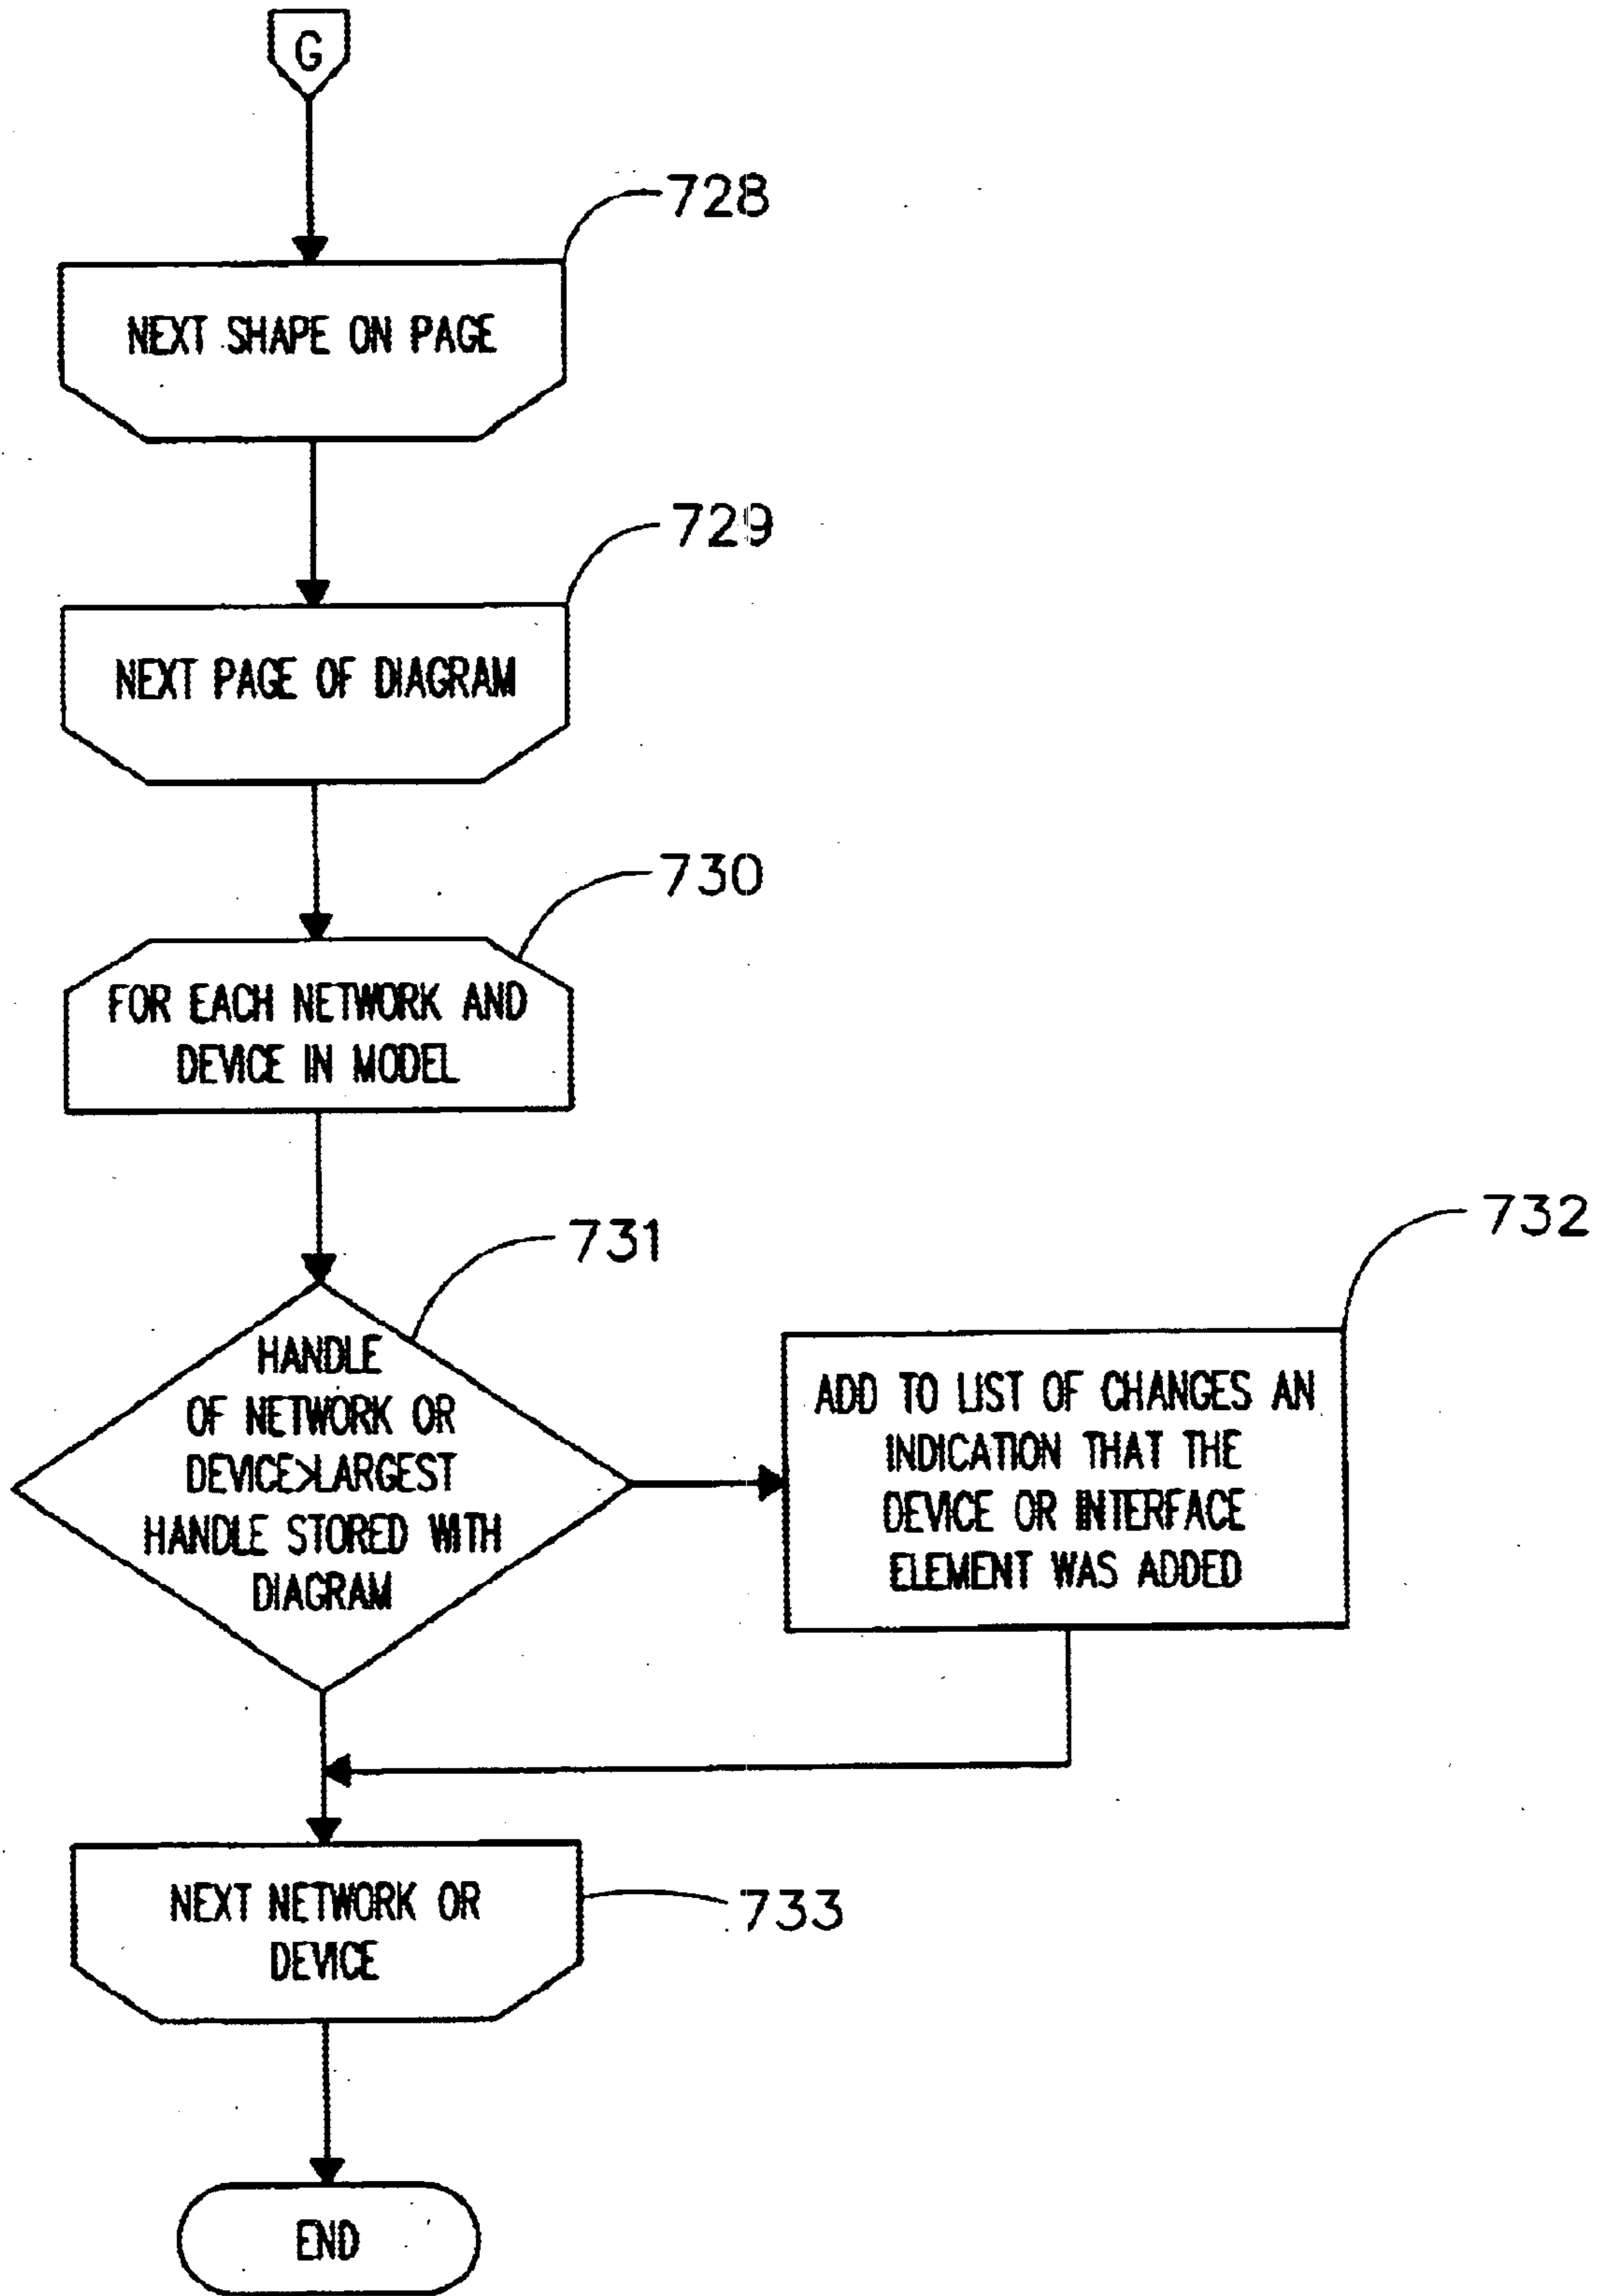 G
728
NEXT SHAPE ON PAGE
729
NEXT PAGE OF DIAGRAM
730
FOR EACH NETWORK AND
DEVICE IN MODEL
731
HANDLE
OF NETWORK OR
DEVICE>LARGEST
HANDLE STORED WITH
DIAGRAM
732
ADD TO LIST OF CHANGES AN
INDICATION THAT THE
DEVICE OR INTERFACE
ELEMENT WAS ADDED
NEXT NETWORK OR
DEVICE
733
END